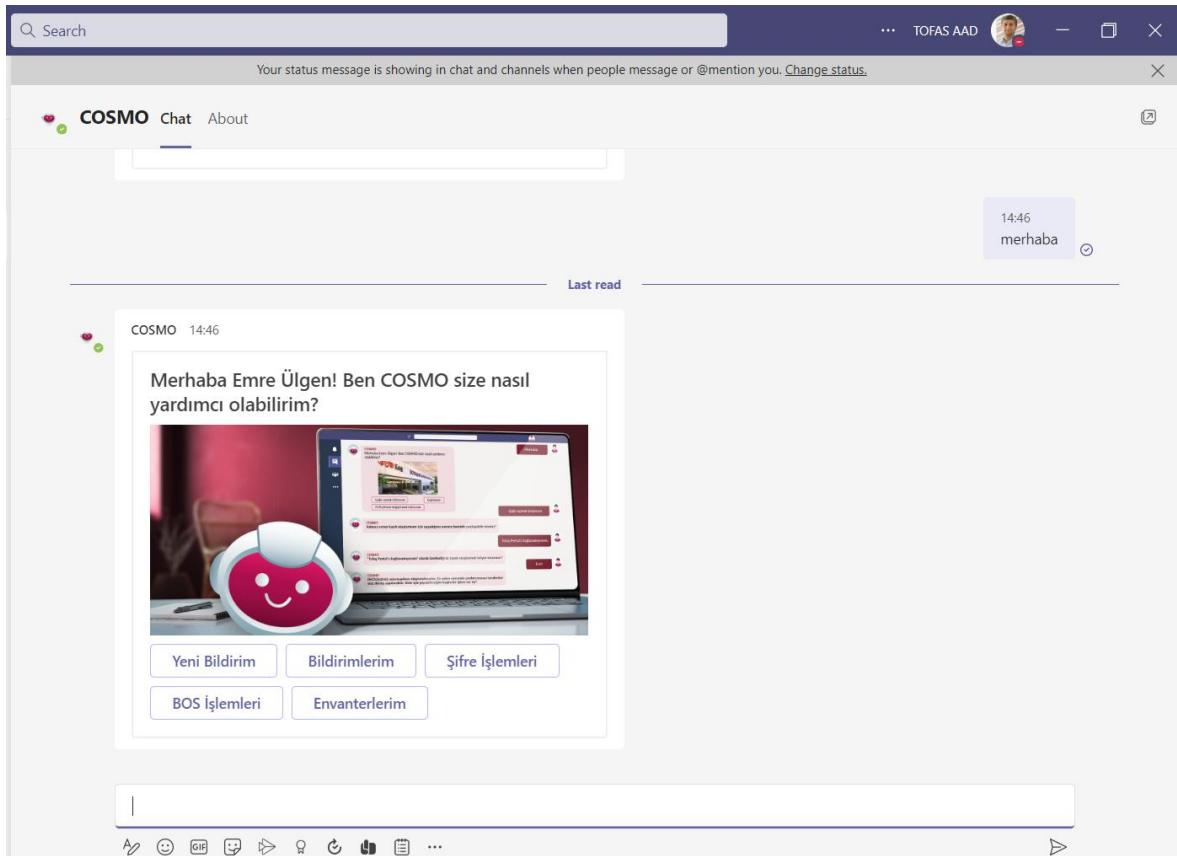 Search
... TOFAS AAD
Your status message is showing in chat and channels when people message or @mention you. Change status.
COSMO Chat About
14:46
merhaba
Last read
COSMO 14:46
Merhaba Emre Ülgen! Ben COSMO size nasıl
yardımcı olabilirim?
Yeni Bildirim Bildirimlerim Şifre İşlemleri
BOS İşlemleri Envanterlerim
GIF